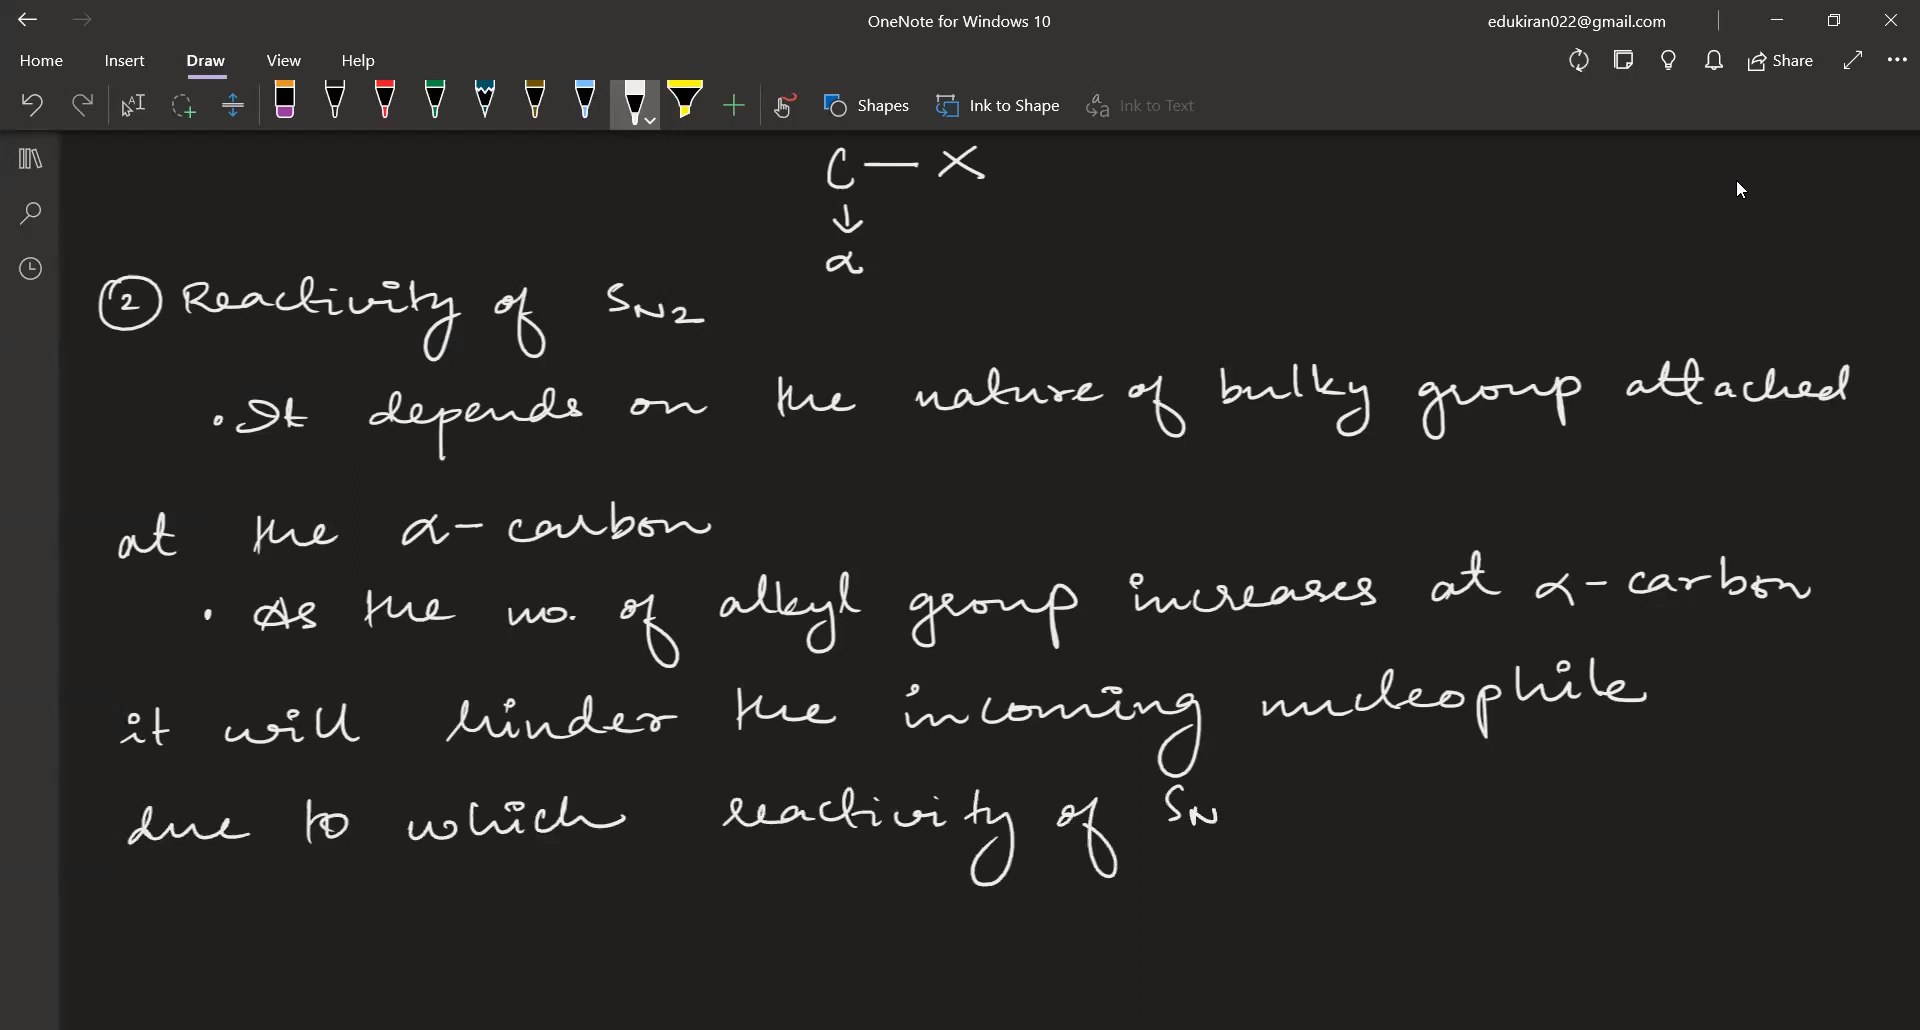 OneNote for Windows 10
edukiran022@gmail.com
Home Insert Draw View Help
Share
Shapes Ink to Shape Ink to Text
C — X
↓
α
② Reactivity of SN2
• It depends on the nature of bulky group attached
at the α-carbon
• As the no. of alkyl group increases at α-carbon
it will hinder the incoming nucleophile
due to which reactivity of SN